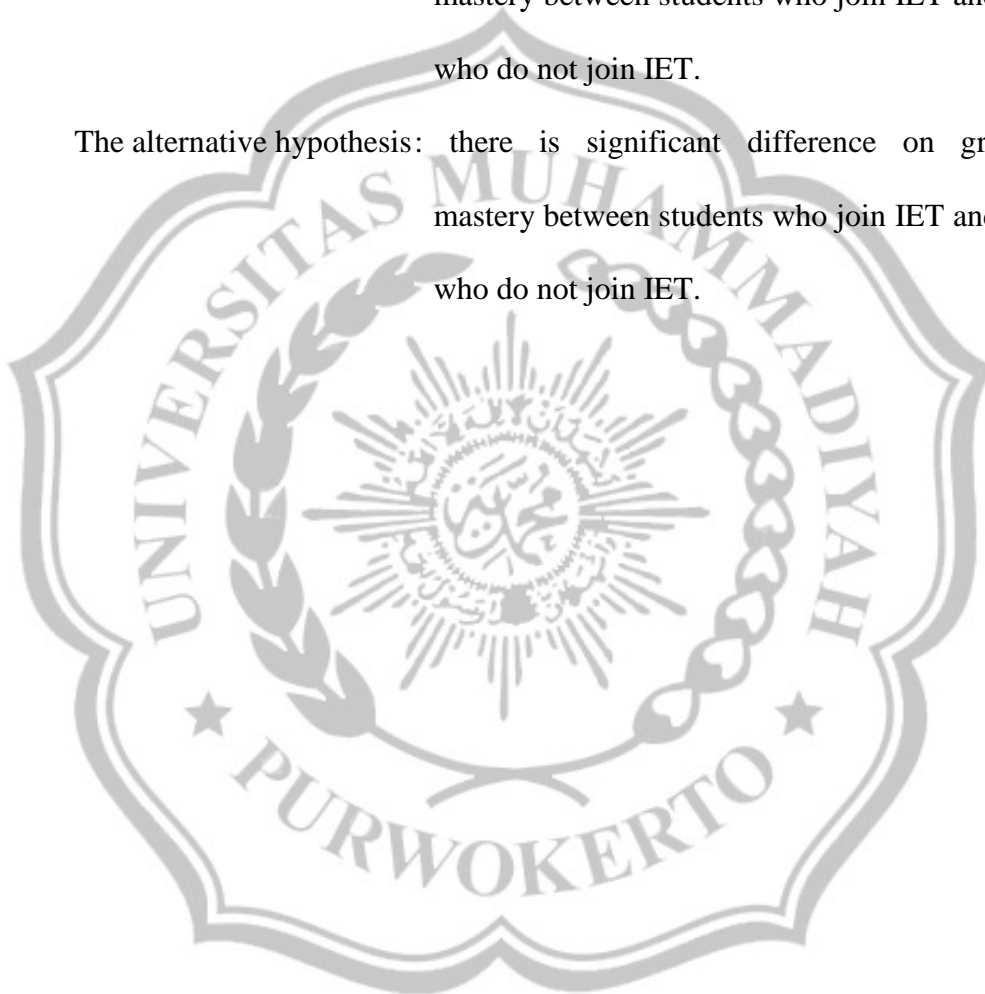 mastery between students who join IET and
who do not join IET.
The alternative hypothesis: there is significant difference on gr
mastery between students who join IET and
who do not join IET.
UNIVERSITAS MUHAMMADIYAH
PURWOKERTO